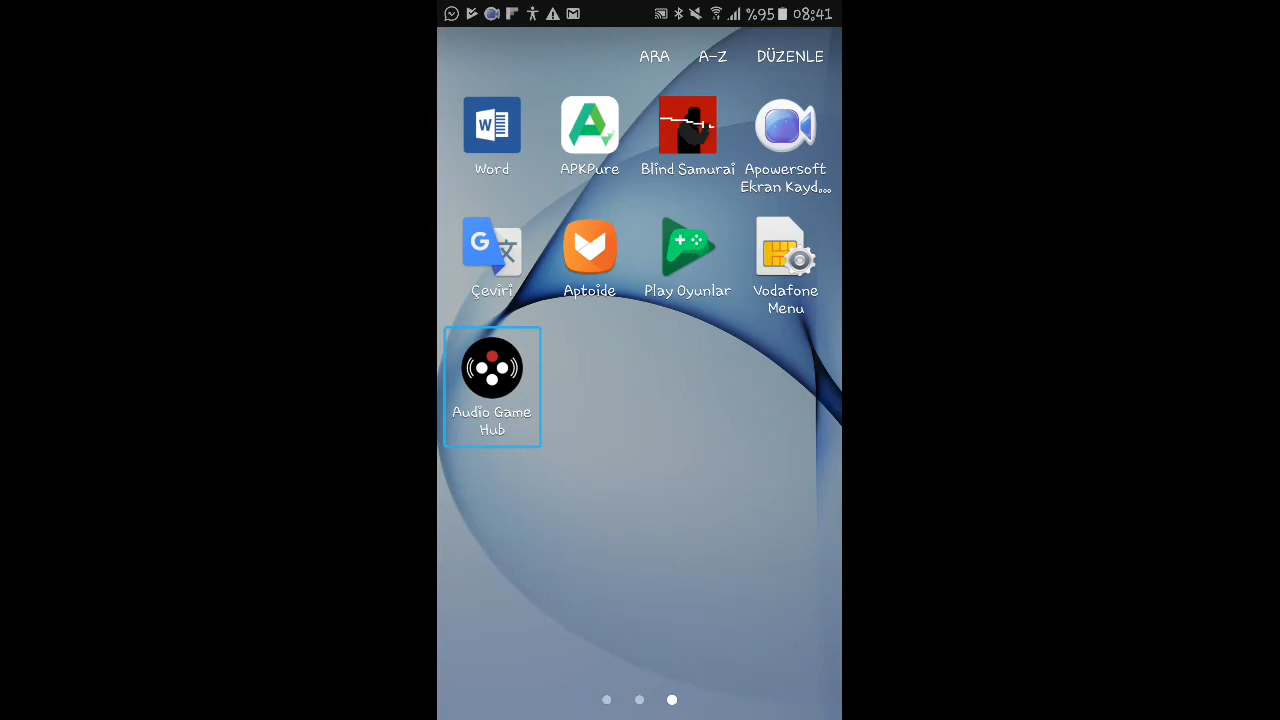 %95 08:41
ARA A-Z DÜZENLE
W
Word
APKPure
Blind Samurai
Apowersoft
Ekran Kayd...
G 文
Çeviri
Aptoide
Play Oyunlar
Vodafone
Menu
Audio Game
Hub